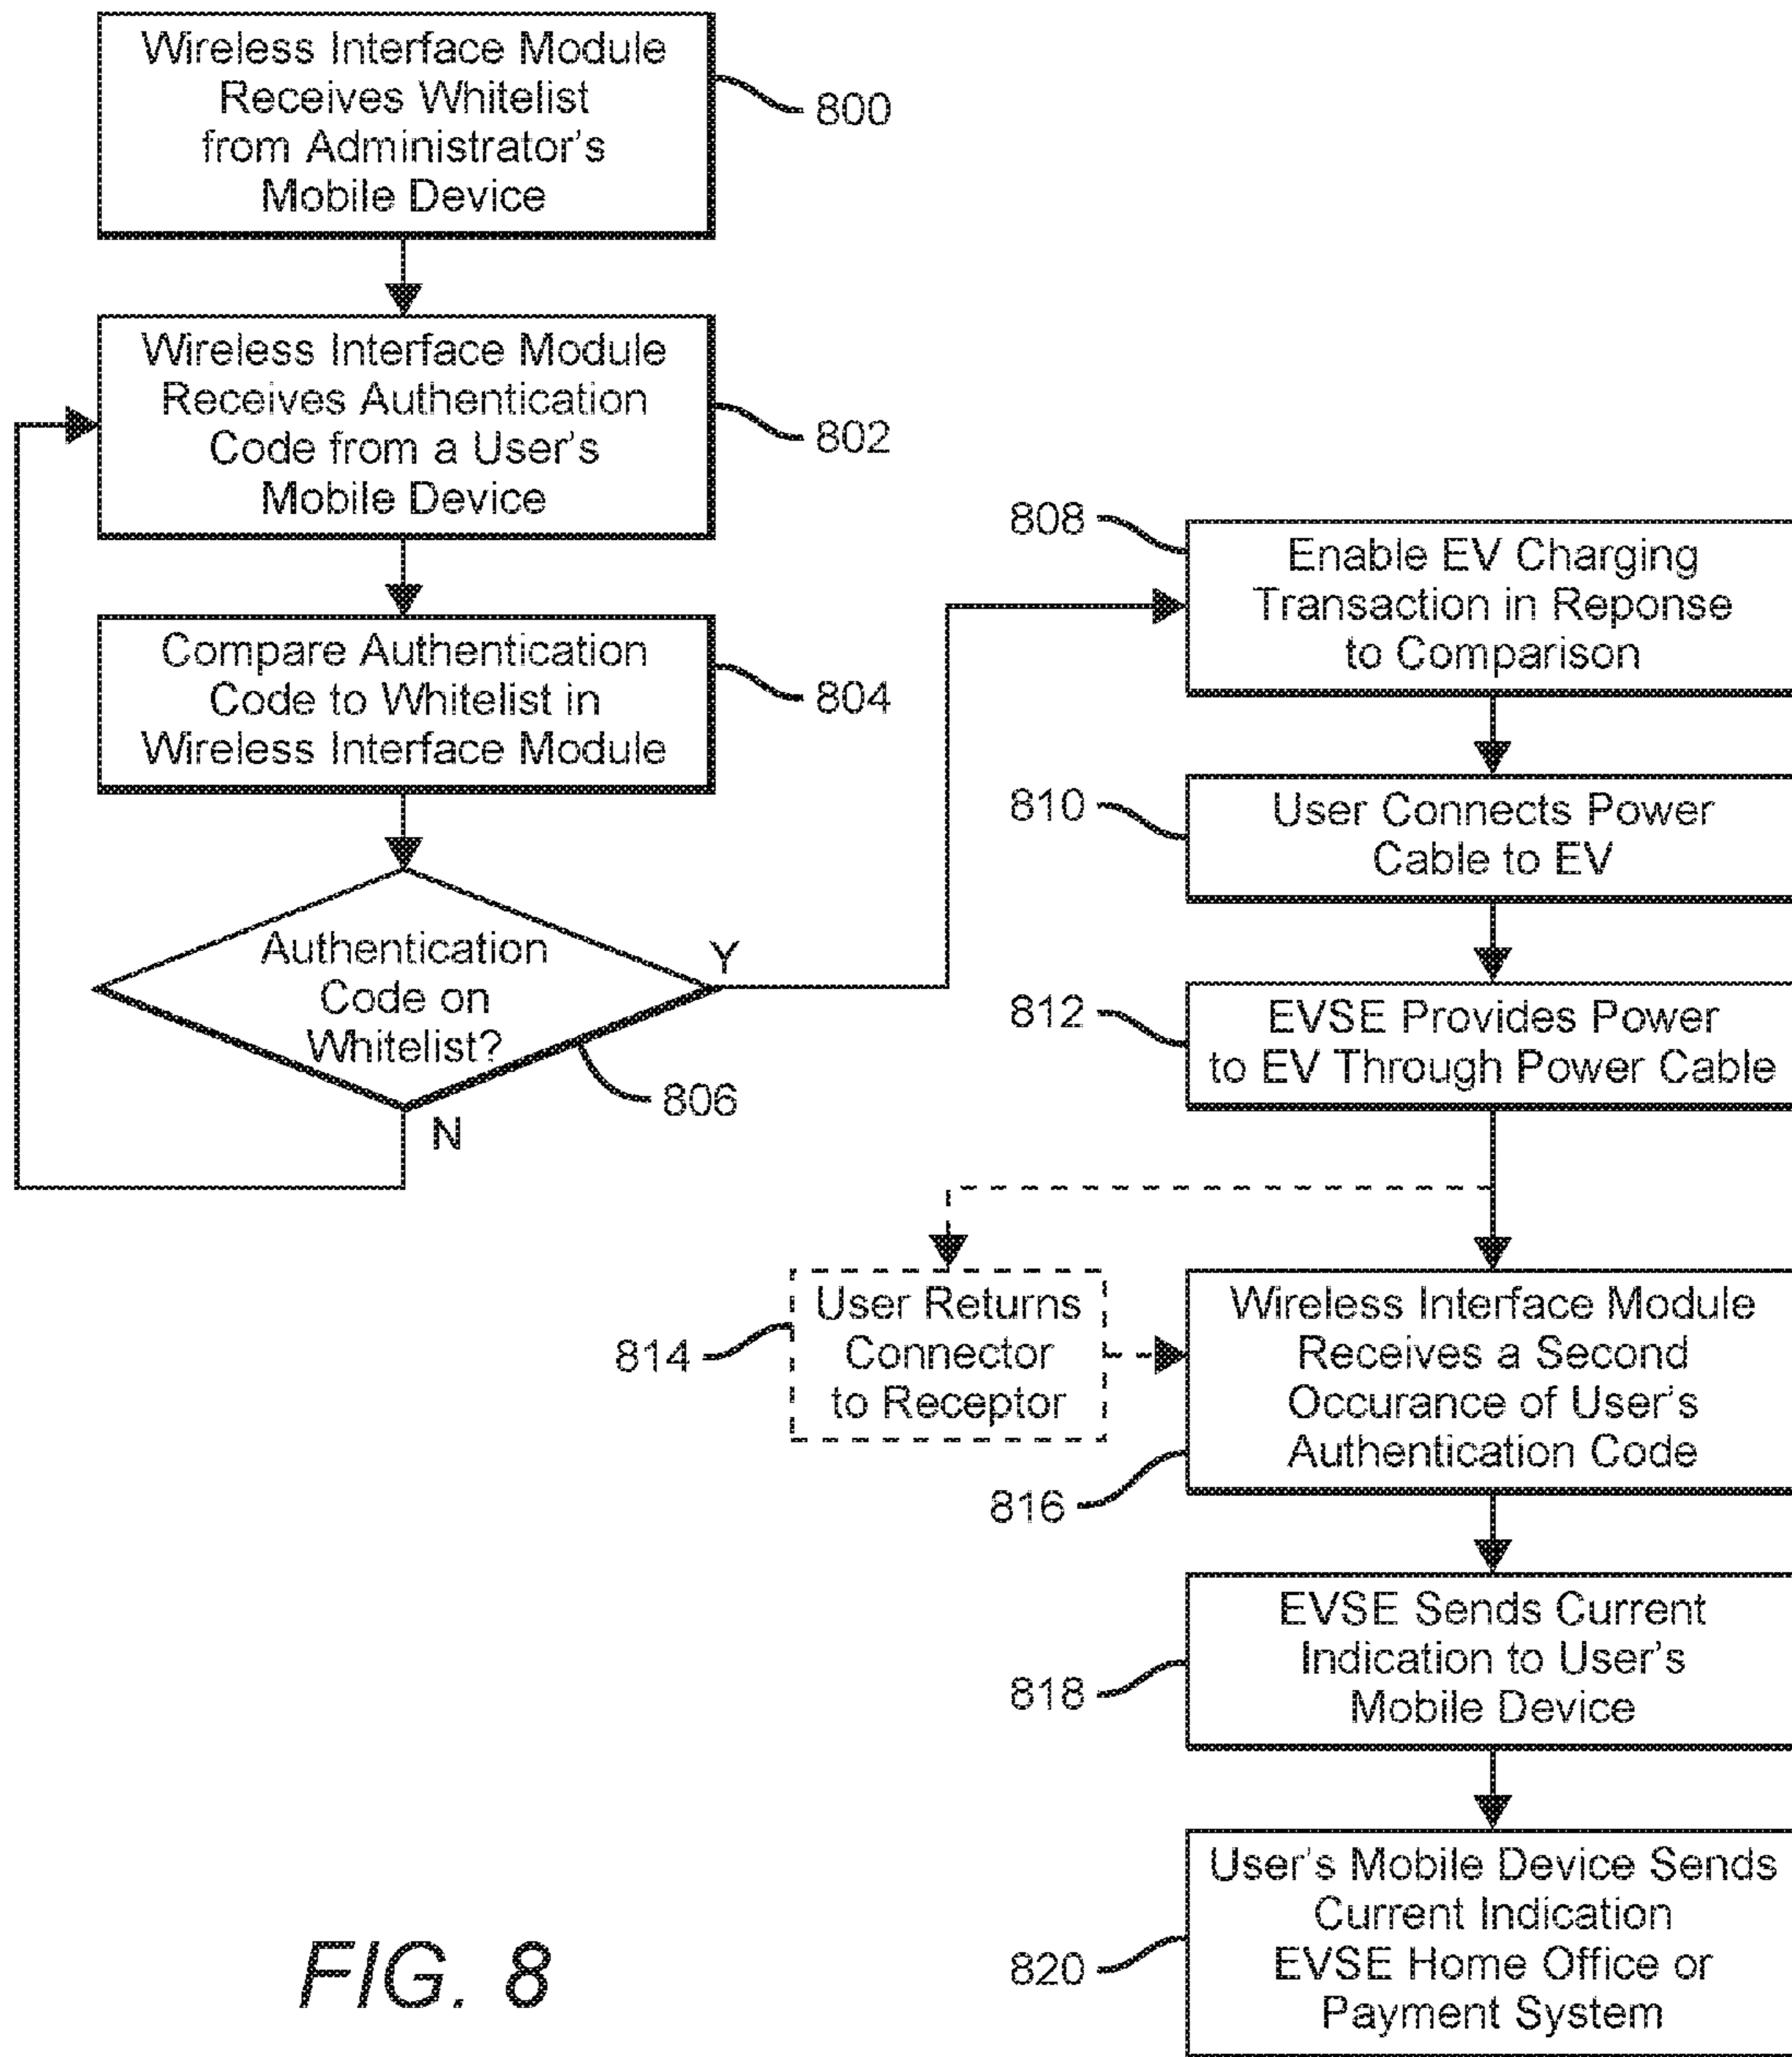 Wireless Interface Module
Receives Whitelist
from Administrator's
Mobile Device
800
Wireless Interface Module
Receives Authentication
Code from a User's
Mobile Device
802
Compare Authentication
Code to Whitelist in
Wireless Interface Module
804
Authentication
Code on
Whitelist?
Y
N
806
808
Enable EV Charging
Transaction in Reponse
to Comparison
810
User Connects Power
Cable to EV
812
EVSE Provides Power
to EV Through Power Cable
814
User Returns
Connector
to Receptor
Wireless Interface Module
Receives a Second
Occurance of User's
Authentication Code
816
EVSE Sends Current
Indication to User's
Mobile Device
818
User's Mobile Device Sends
Current Indication
EVSE Home Office or
Payment System
820
FIG. 8